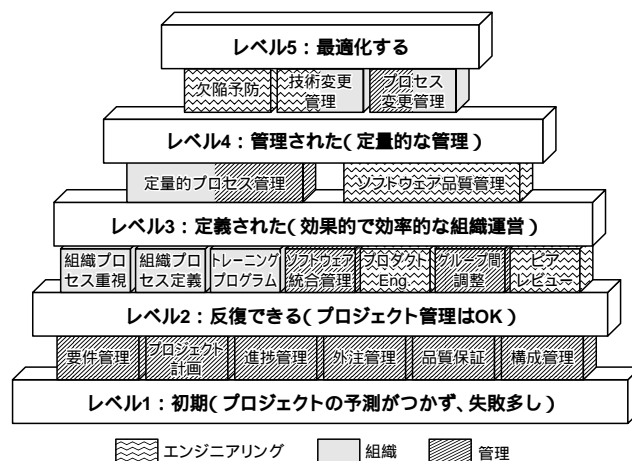 レベル5：最適化する
欠陥予防
技術変更
管理
プロセス
変更管理
レベル4：管理された(定量的な管理)
定量的プロセス管理
ソフトウェア品質管理
レベル3：定義された(効果的で効率的な組織運営)
組織プロ
セス重視
組織プロ
セス定義
トレーニング
プログラム
ソフトウェア
統合管理
プロダクト
Eng.
グループ間
調整
ピア
レビュー
レベル2：反復できる(プロジェクト管理はOK)
要件管理
プロジェクト
計画
進捗管理
外注管理
品質保証
構成管理
レベル1：初期(プロジェクトの予測がつかず、失敗多し)
エンジニアリング
組織
管理